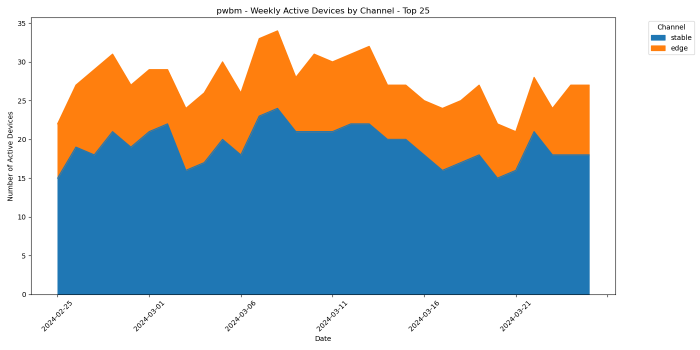 pwbm - Weekly Active Devices by Channel - Top 25
Channel
stable
edge
Number of Active Devices
35
30
25
20
15
10
5
0
2024-02-25
2024-03-01
2024-03-06
2024-03-11
2024-03-16
2024-03-21
Date